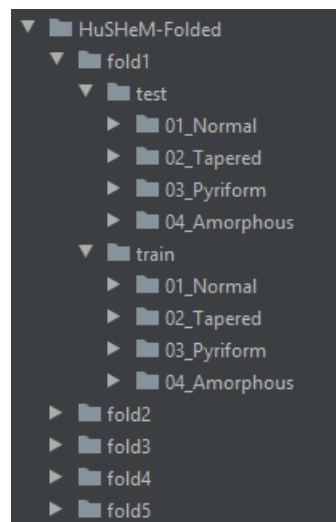 HuSHeM-Folded
fold1
test
01_Normal
02_Tapered
03_Pyriform
04_Amorphous
train
01_Normal
02_Tapered
03_Pyriform
04_Amorphous
fold2
fold3
fold4
fold5